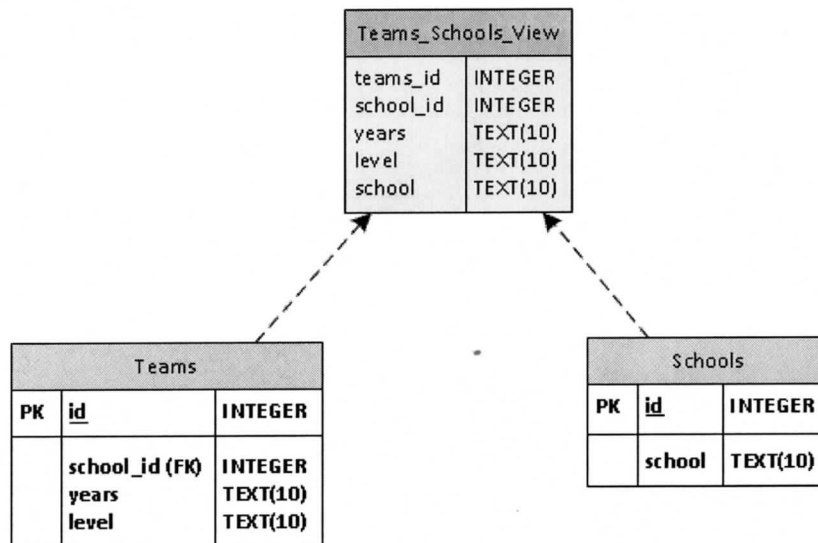 Teams_Schools_View
teams_id INTEGER
school_id INTEGER
years TEXT(10)
level TEXT(10)
school TEXT(10)
Teams
PK id INTEGER
school_id (FK) INTEGER
years TEXT(10)
level TEXT(10)
Schools
PK id INTEGER
school TEXT(10)